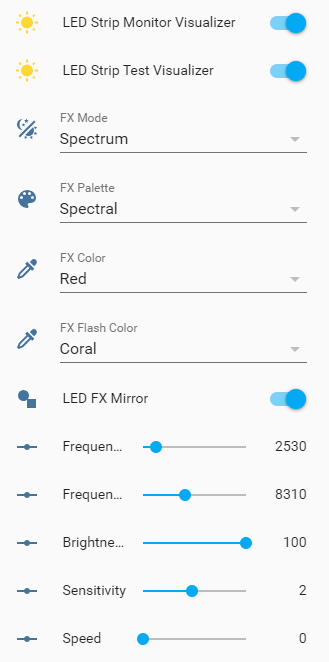 LED Strip Monitor Visualizer
LED Strip Test Visualizer
FX Mode
Spectrum
FX Palette
Spectral
FX Color
Red
FX Flash Color
Coral
LED FX Mirror
Frequen... 2530
Frequen... 8310
Brightne... 100
Sensitivity 2
Speed 0